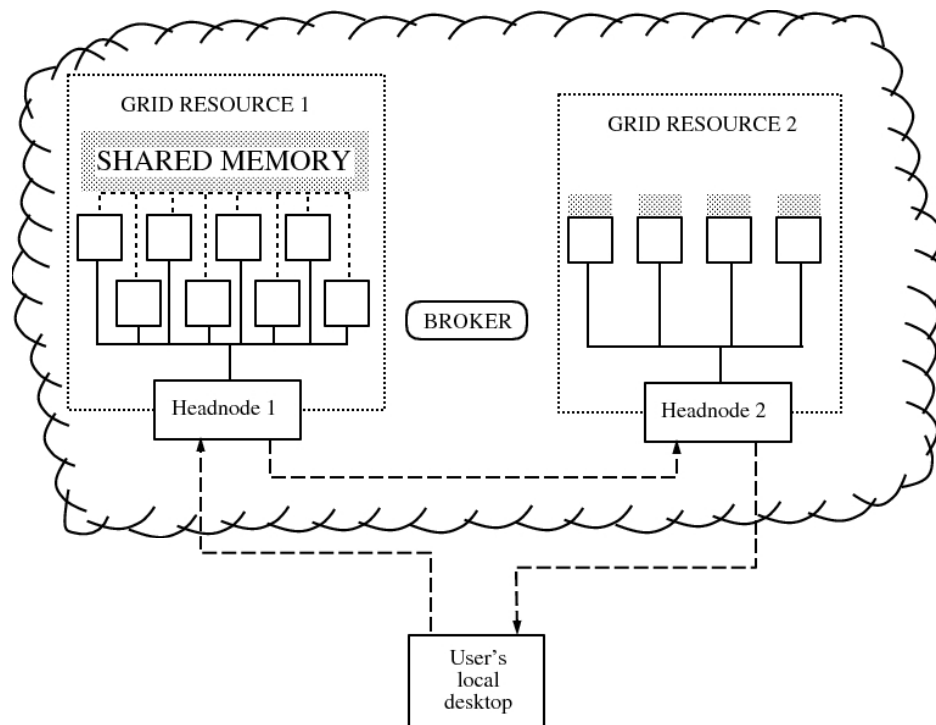 GRID RESOURCE 1
SHARED MEMORY
GRID RESOURCE 2
BROKER
Headnode 1
Headnode 2
User's
local
desktop